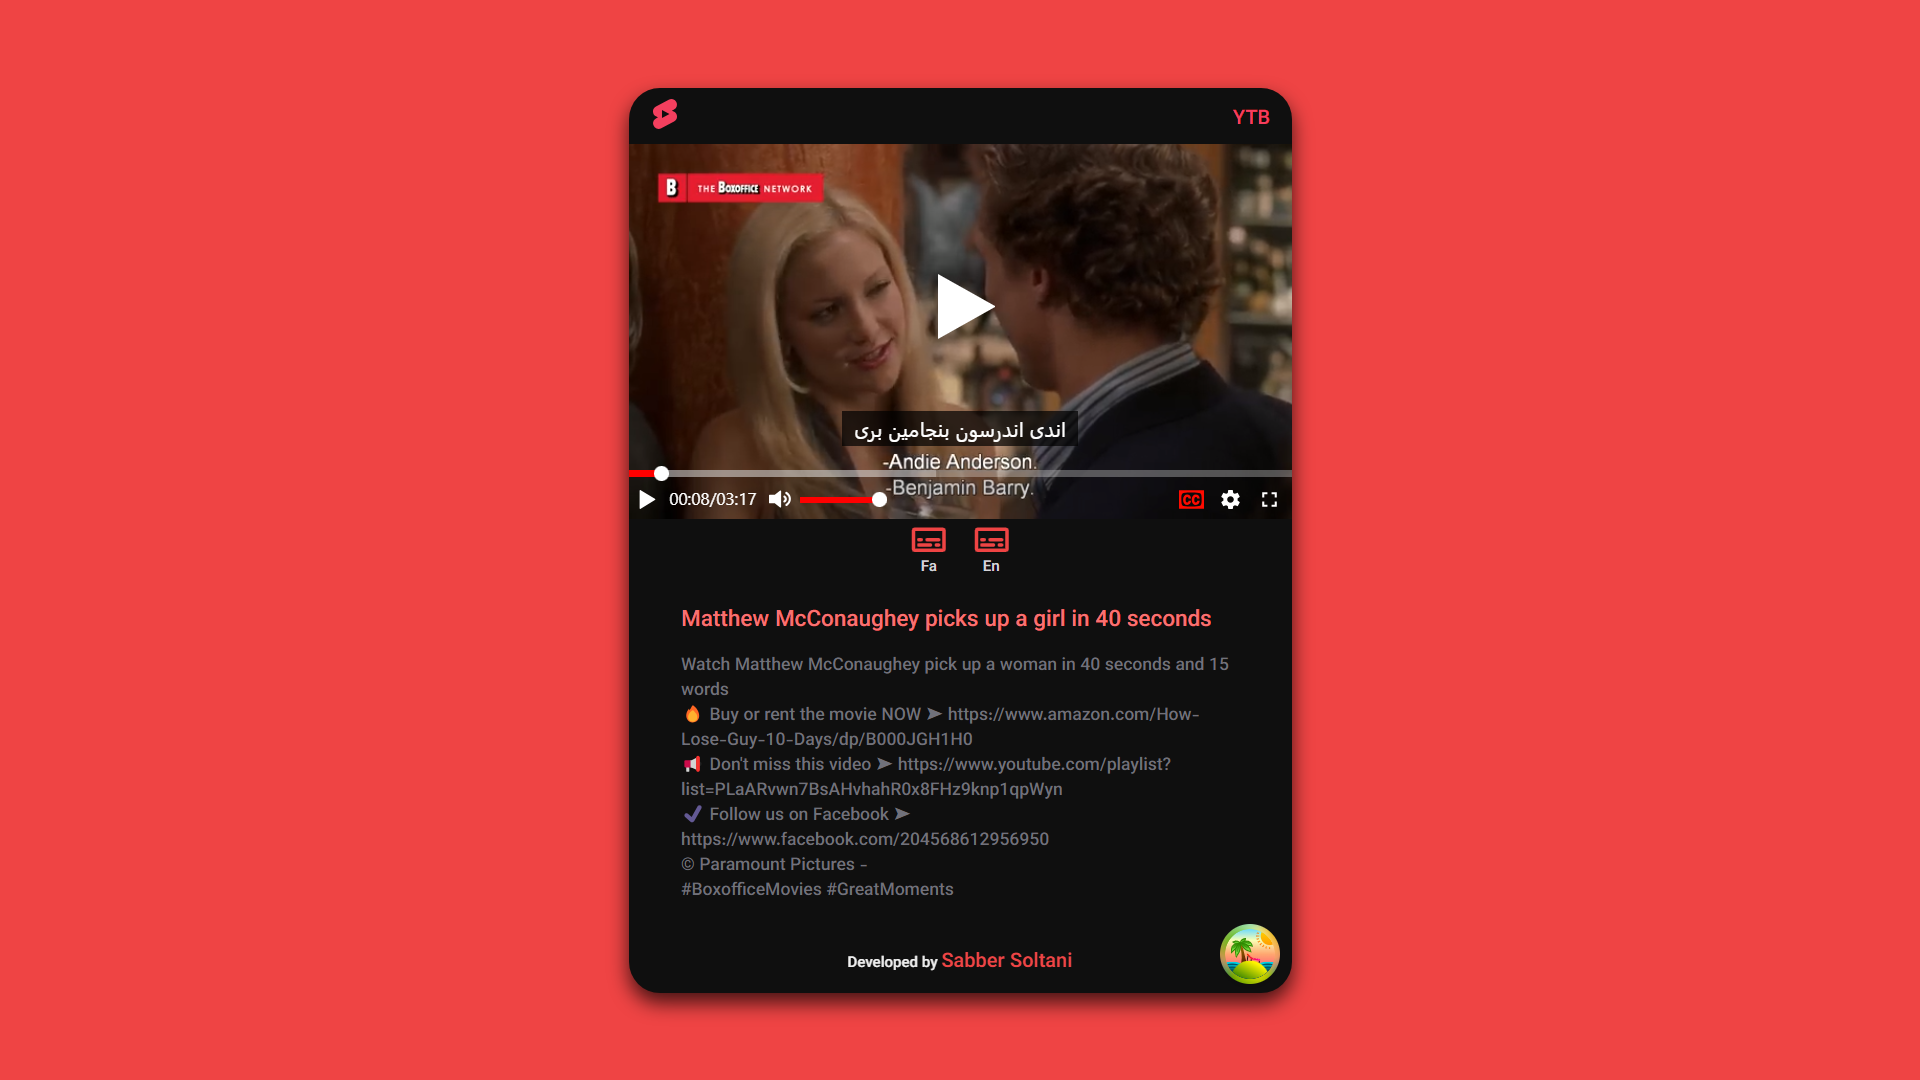 YTB
B THE BOXOFFICE NETWORK
اندی اندرسون بنجامین بری
-Andie Anderson.
-Benjamin Barry.
00:08/03:17
CC
Fa En
Matthew McConaughey picks up a girl in 40 seconds
Watch Matthew McConaughey pick up a woman in 40 seconds and 15
words
🔥 Buy or rent the movie NOW ➤ https://www.amazon.com/How-
Lose-Guy-10-Days/dp/B000JGH1H0
📢 Don't miss this video ➤ https://www.youtube.com/playlist?
list=PLaARvwn7BsAHvhahR0x8FHz9knp1qpWyn
✔ Follow us on Facebook ➤
https://www.facebook.com/204568612956950
© Paramount Pictures -
#BoxofficeMovies #GreatMoments
Developed by Sabber Soltani